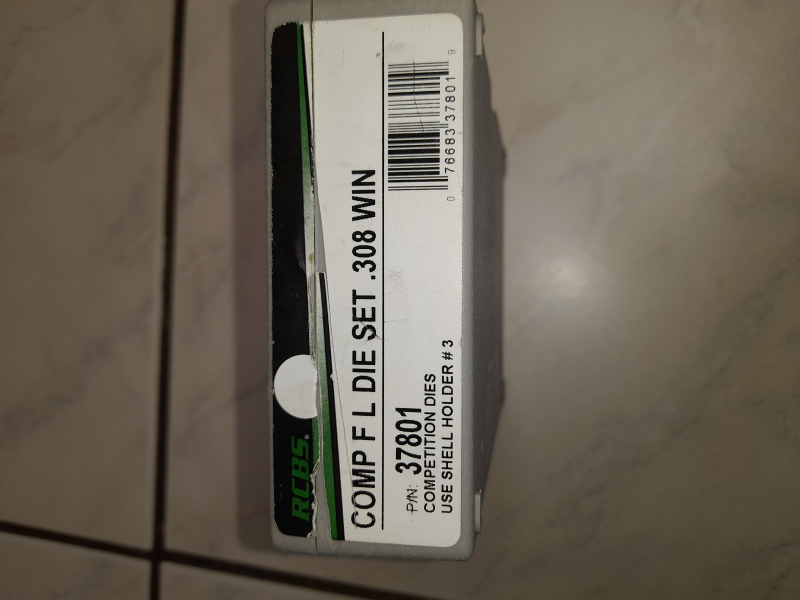 RCBS.
COMP F L DIE SET .308 WIN
P/N: 37801
COMPETITION DIES
USE SHELL HOLDER # 3
0 76683 37801 9